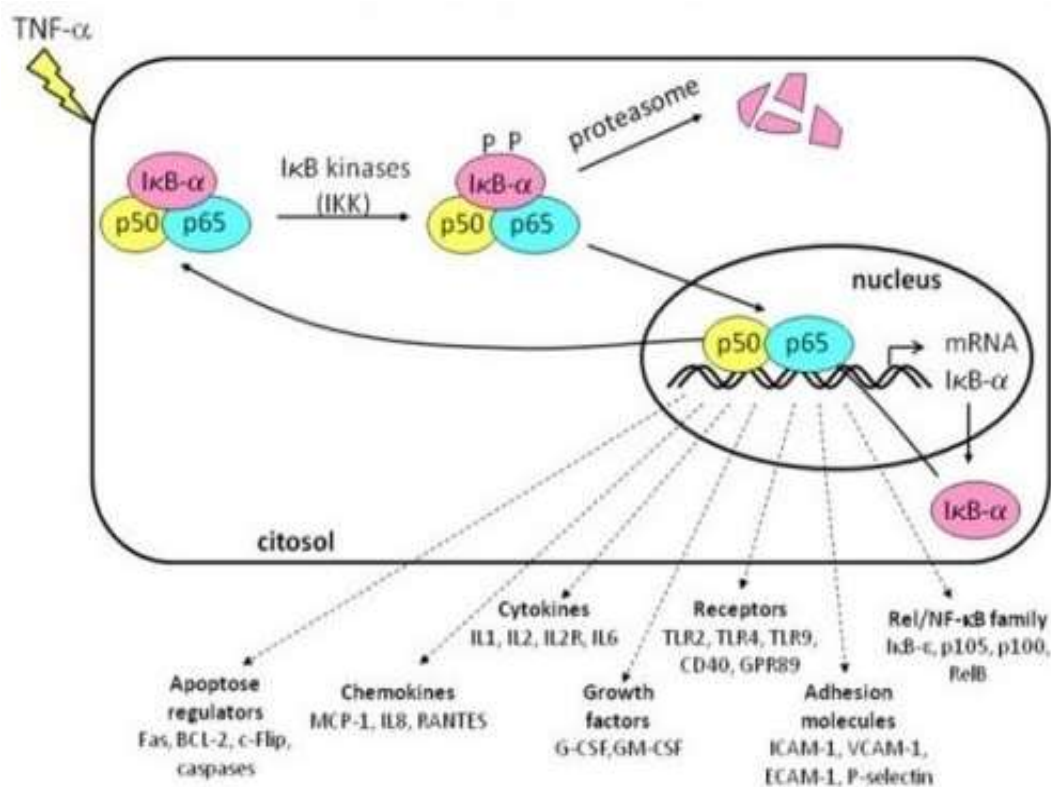 TNF-α
IκB-α
p50 p65
IκB kinases
(IKK)
P P
IκB-α
p50 p65
proteasome
nucleus
p50 p65
mRNA
IκB-α
IκB-α
citosol
Cytokines
IL1, IL2, IL2R, IL6
Receptors
TLR2, TLR4, TLR9,
CD40, GPR89
Rel/NF-κB family
IκB-ε, p105, p100,
RelB
Apoptose
regulators
Fas, BCL-2, c-Flip,
caspases
Chemokines
MCP-1, IL8, RANTES
Growth
factors
G-CSF,GM-CSF
Adhesion
molecules
ICAM-1, VCAM-1,
ECAM-1, P-selectin